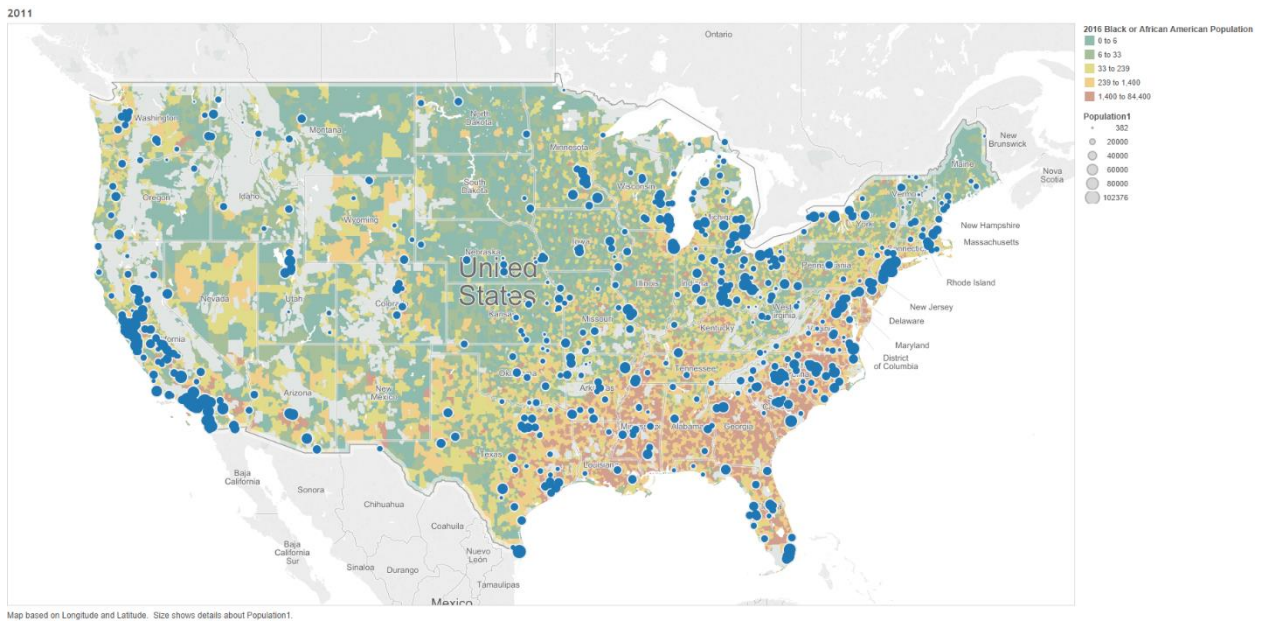 2011
2016 Black or African American Population
0 to 6
6 to 33
33 to 239
239 to 1,400
1,400 to 84,400
Population1
382
20000
40000
60000
80000
102376
Ontario
New
Brunswick
Nova
Scotia
Maine
Washington
Montana
North
Dakota
Minnesota
South
Dakota
Wisconsin
Oregon
Idaho
Wyoming
New Hampshire
Massachusetts
Rhode Island
New Jersey
Delaware
Maryland
District
of Columbia
Nebraska
United
States
Nevada
Utah
Missouri
Kentucky
Tennessee
Arizona
New
Mexico
Alabama
Georgia
Texas
Louisiana
Baja
California
Sonora
Chihuahua
Coahuila
Baja
California
Sur
Sinaloa
Durango
Nuevo
León
Tamaulipas
Mexico
Map based on Longitude and Latitude. Size shows details about Population1.